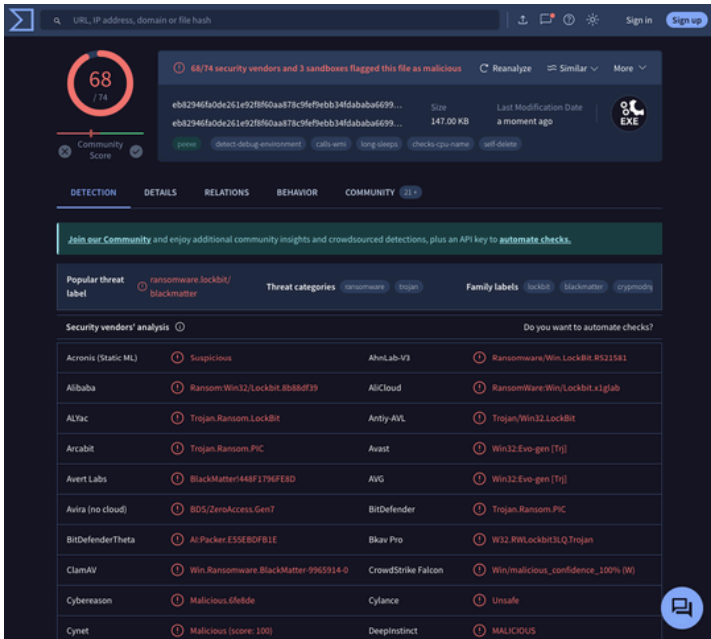 URL, IP address, domain or file hash
Sign in
Sign up
68
/ 74
Community
Score
68/74 security vendors and 3 sandboxes flagged this file as malicious
Reanalyze
Similar
More
eb82946fa0de261e92f8f60aa878c9fef9ebb34fdababa6699...
eb82946fa0de261e92f8f60aa878c9fef9ebb34fdababa6699...
Size
147.00 KB
Last Modification Date
a moment ago
EXE
peexe detect-debug-environment calls-wmi long-sleeps checks-cpu-name self-delete
DETECTION DETAILS RELATIONS BEHAVIOR COMMUNITY 21+
Join our Community and enjoy additional community insights and crowdsourced detections, plus an API key to automate checks.
Popular threat
label
ransomware.lockbit/
blackmatter
Threat categories ransomware trojan
Family labels lockbit blackmatter
Security vendors' analysis
Do you want to automate checks?
Acronis (Static ML) Suspicious AhnLab-V3 Ransomware/Win.LockBit.R521581
Alibaba Ransom:Win32/Lockbit.8b88df39 AliCloud RansomWare:Win/Lockbit.x1glab
ALYac Trojan.Ransom.LockBit Antiy-AVL Trojan/Win32.LockBit
Arcabit Trojan.Ransom.PIC Avast Win32:Evo-gen [Trj]
Avert Labs BlackMatter!448F1796FE8D AVG Win32:Evo-gen [Trj]
Avira (no cloud) BDS/ZeroAccess.Gen7 BitDefender Trojan.Ransom.PIC
BitDefenderTheta AI:Packer.E55EBDFB1E Bkav Pro W32.RWLockbit3LQ.Trojan
ClamAV Win.Ransomware.BlackMatter-9965914-0 CrowdStrike Falcon Win/malicious_confidence_100% (W)
Cybereason Malicious.6fe8de Cylance Unsafe
Cynet Malicious (score: 100) DeepInstinct MALICIOUS